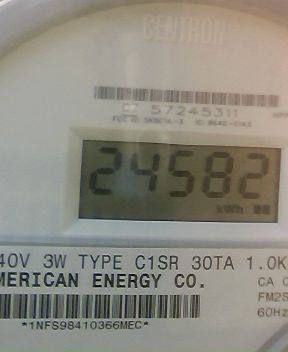 CENTRON
57245311
24582
kWh
40V 3W TYPE C1SR 30TA 1.0K
MERICAN ENERGY CO.
CA
FM2S
60Hz
*1NFS98410366MEC*